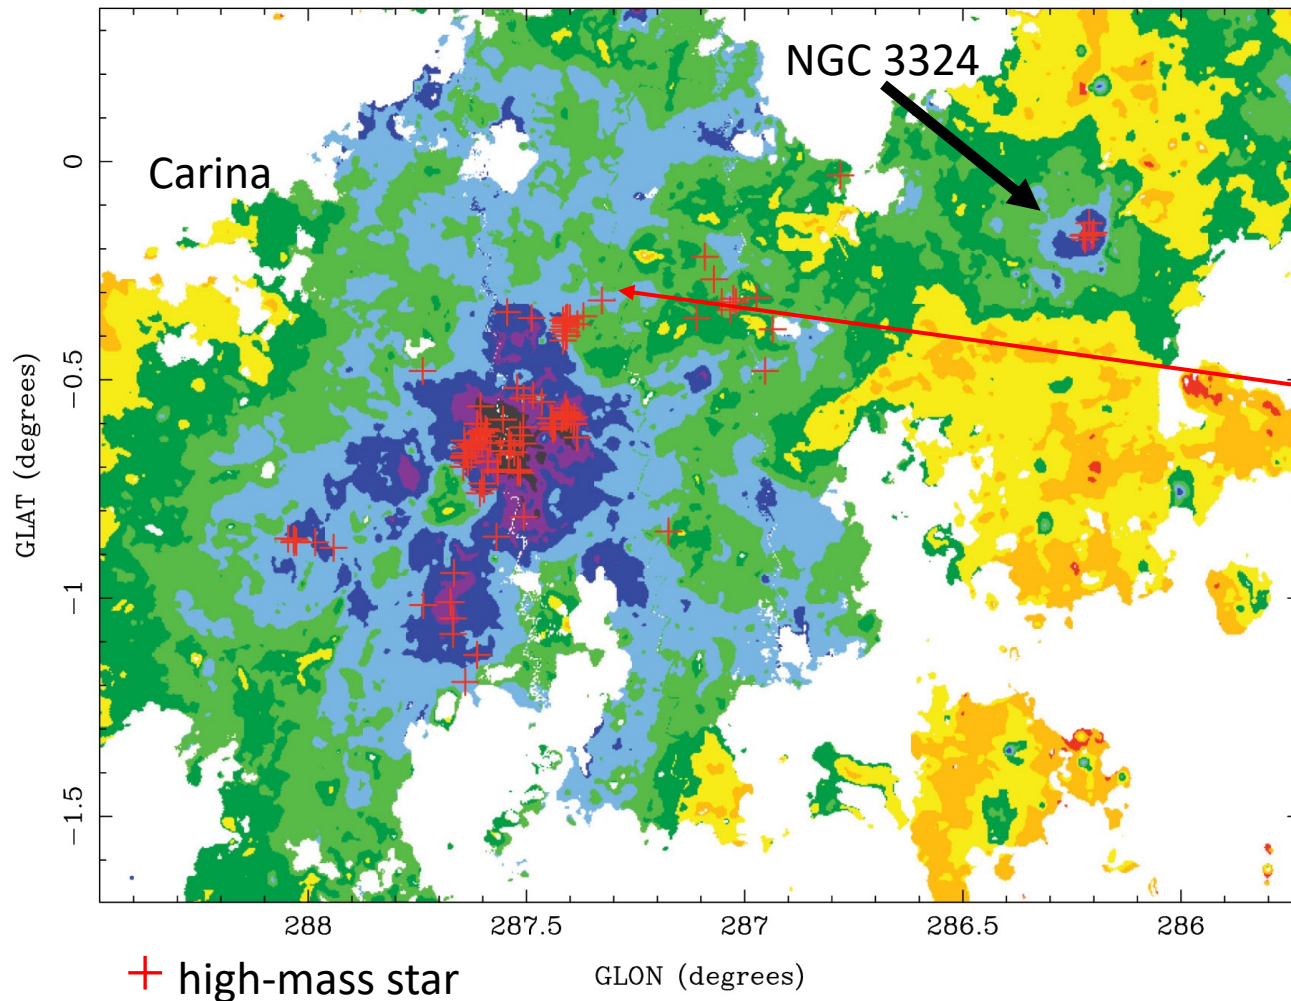 NGC 3324
Carina
0
−0.5
−1
−1.5
GLAT (degrees)
288 287.5 287 286.5 286
GLON (degrees)
+ high-mass star